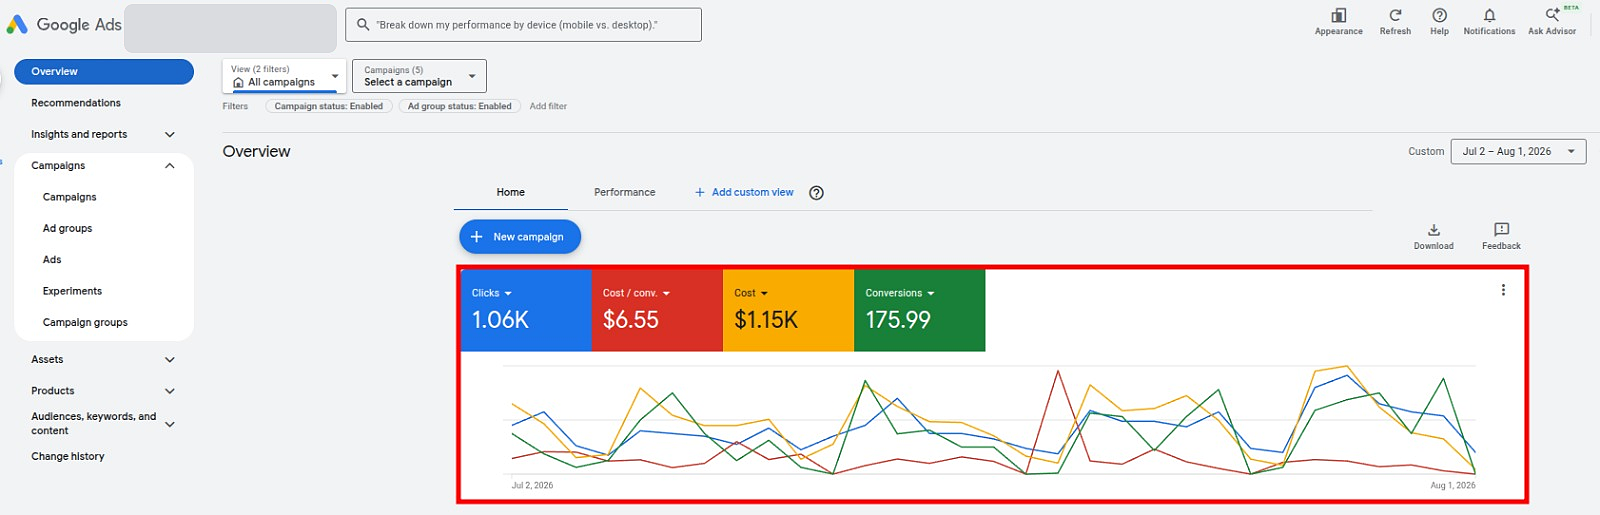 Google Ads
"Break down my performance by device (mobile vs. desktop)."
Appearance
Refresh
Help
Notifications
BETA
Ask Advisor
Overview
Recommendations
Insights and reports
Campaigns
Campaigns
Ad groups
Ads
Experiments
Campaign groups
Assets
Products
Audiences, keywords, and
content
Change history
View (2 filters)
All campaigns
Campaigns (5)
Select a campaign
Filters
Campaign status: Enabled
Ad group status: Enabled
Add filter
Overview
Custom
Jul 2 – Aug 1, 2026
Home
Performance
Add custom view
New campaign
Download
Feedback
Clicks
1.06K
Cost / conv.
$6.55
Cost
$1.15K
Conversions
175.99
Jul 2, 2026
Aug 1, 2026